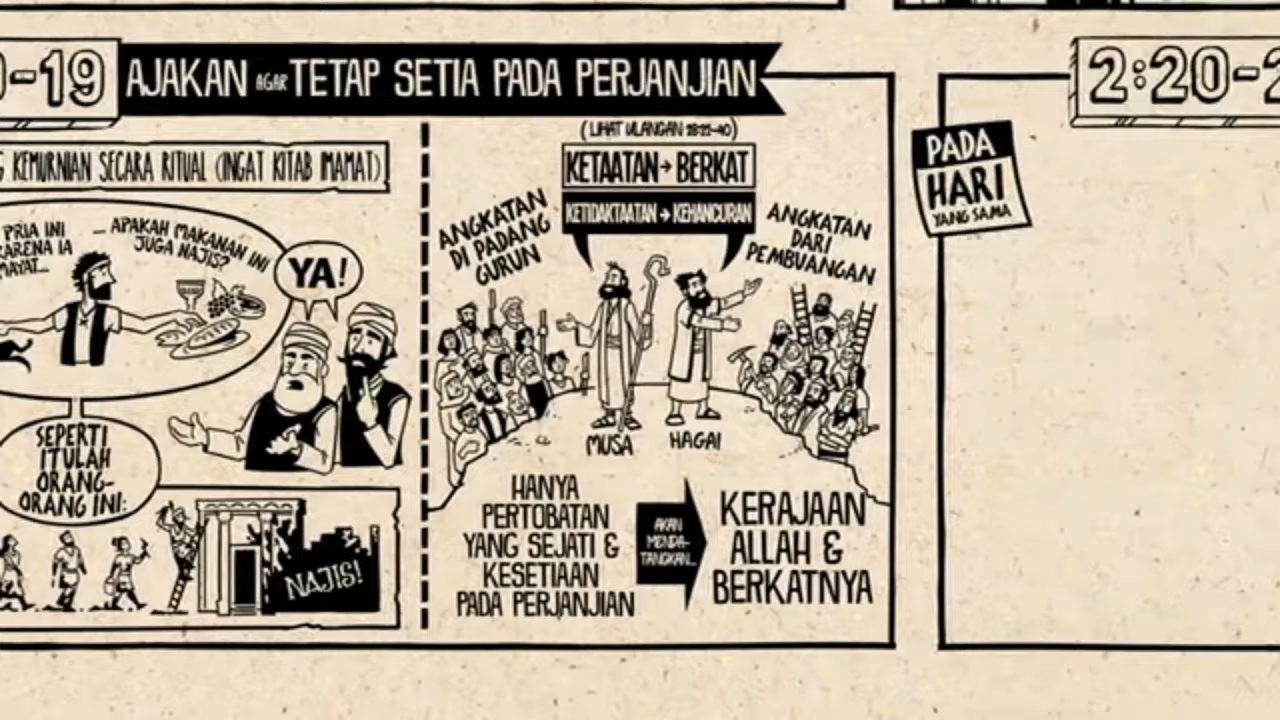 0-19
AJAKAN AGAR TETAP SETIA PADA PERJANJIAN
G KEMURNIAN SECARA RITUAL (INGAT KITAB IMAMAT)
PRIA INI
KARENA IA
MAYAT...
... APAKAH MAKANAN INI
JUGA NAJIS?
YA!
SEPERTI
ITULAH
ORANG-
ORANG INI:
NAJIS!
(LIHAT ULANGAN
KETAATAN → BERKAT
KETIDAKTAATAN → KEHANCURAN
ANGKATAN
DI PADANG
GURUN
ANGKATAN
DARI
PEMBUANGAN
MUSA
HAGAI
HANYA
PERTOBATAN
YANG SEJATI &
KESETIAAN
PADA PERJANJIAN
AKAN
MENDA-
TANGKAN...
KERAJAAN
ALLAH &
BERKATNYA
2:20-2
PADA
HARI
YANG SAMA